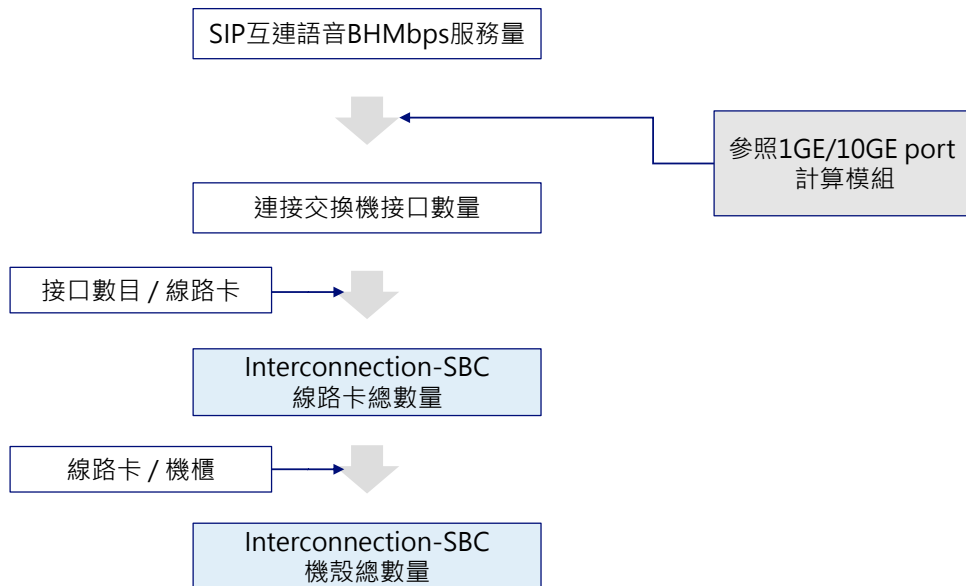 SIP互連語音BHMbps服務量
參照1GE/10GE port
計算模組
連接交換機接口數量
接口數目 / 線路卡
Interconnection-SBC
線路卡總數量
線路卡 / 機櫃
Interconnection-SBC
機殼總數量